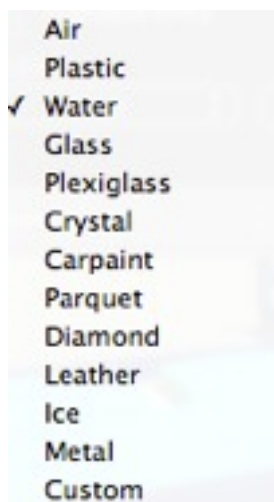 Air
Plastic
✓ Water
Glass
Plexiglass
Crystal
Carpaint
Parquet
Diamond
Leather
Ice
Metal
Custom